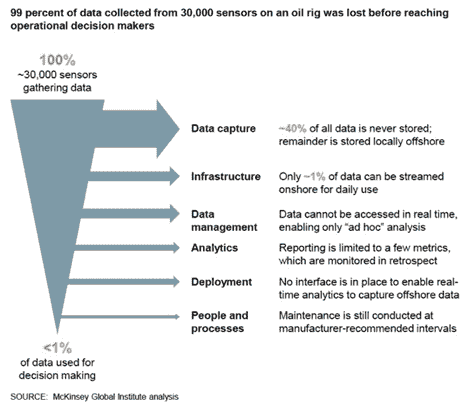 99 percent of data collected from 30,000 sensors on an oil rig was lost before reaching
operational decision makers
100%
~30,000 sensors
gathering data
Data capture
~40% of all data is never stored;
remainder is stored locally offshore
Infrastructure
Only ~1% of data can be streamed
onshore for daily use
Data
management
Data cannot be accessed in real time,
enabling only “ad hoc” analysis
Analytics
Reporting is limited to a few metrics,
which are monitored in retrospect
Deployment
No interface is in place to enable real-
time analytics to capture offshore data
People and
processes
Maintenance is still conducted at
manufacturer-recommended intervals
<1%
of data used for
decision making
SOURCE: McKinsey Global Institute analysis